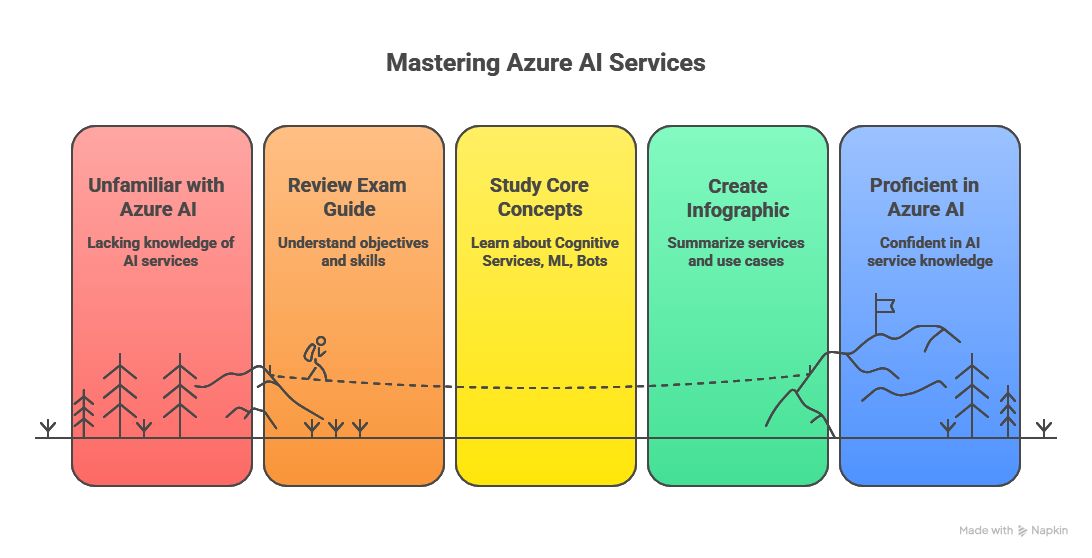 Mastering Azure AI Services
Unfamiliar with
Azure AI
Lacking knowledge of
AI services
Review Exam
Guide
Understand objectives
and skills
Study Core
Concepts
Learn about Cognitive
Services, ML, Bots
Create
Infographic
Summarize services
and use cases
Proficient in
Azure AI
Confident in AI
service knowledge
Made with Napkin